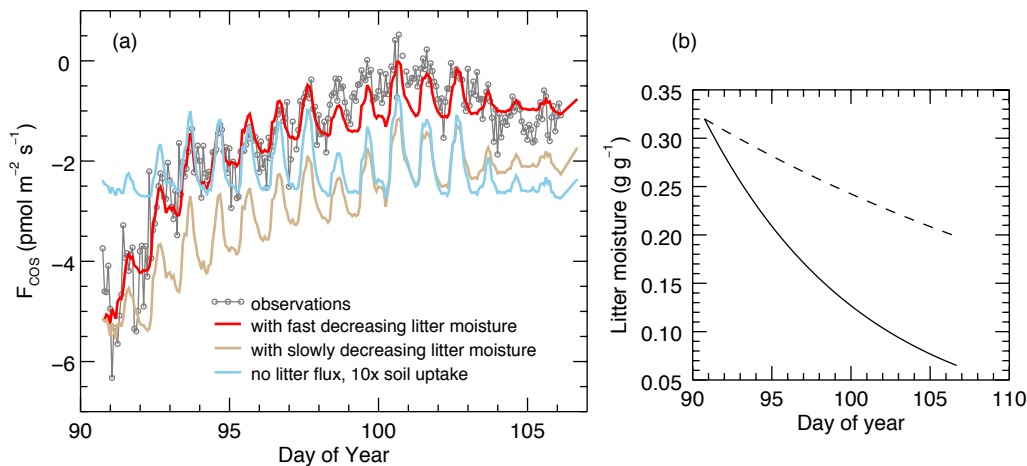 (a)
0
-2
-4
-6
F_COS (pmol m⁻² s⁻¹)
observations
with fast decreasing litter moisture
with slowly decreasing litter moisture
no litter flux, 10x soil uptake
90
95
100
105
Day of Year
(b)
0.35
0.30
0.25
0.20
0.15
0.10
0.05
Litter moisture (g g⁻¹)
90
95
100
105
110
Day of year